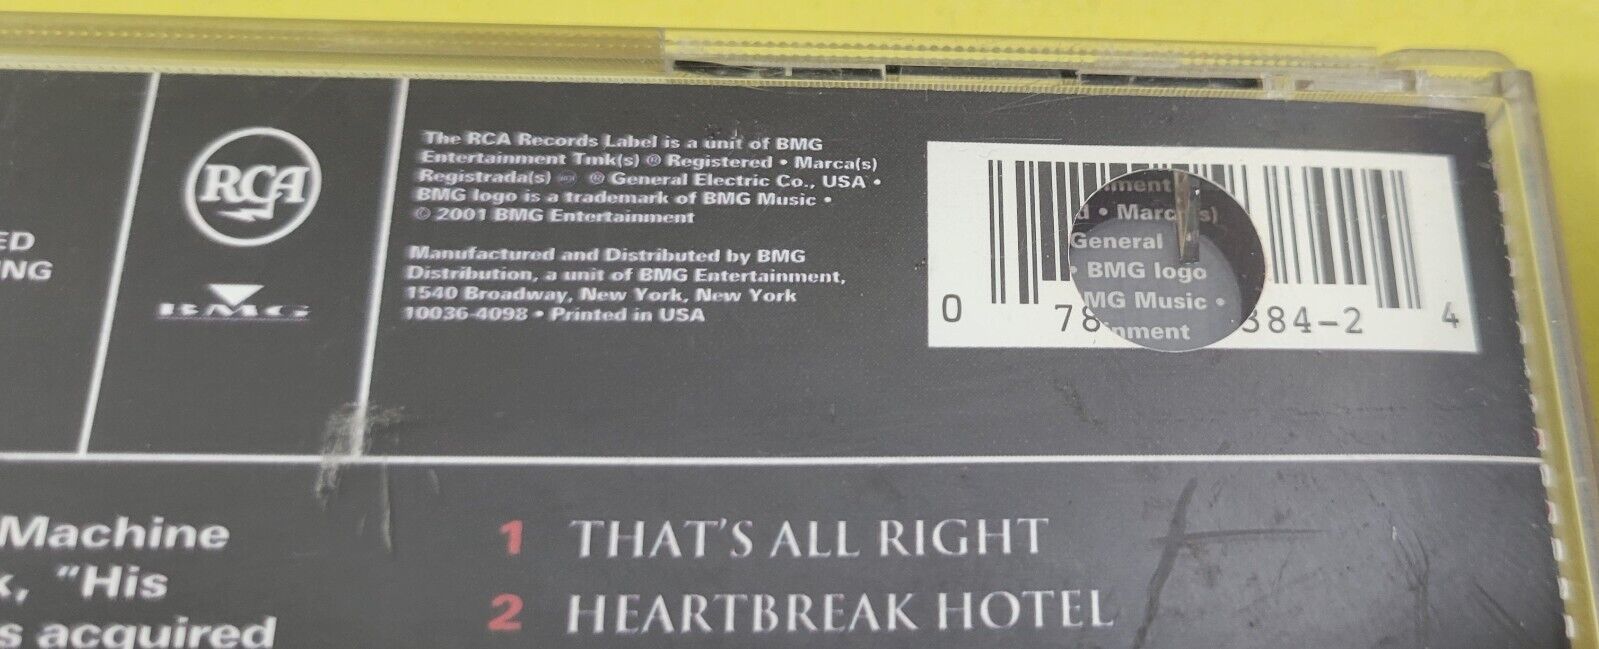 ED
ING
RCA
BMG
The RCA Records Label is a unit of BMG
Entertainment Tmk(s) ® Registered • Marca(s)
Registrada(s) ® General Electric Co., USA •
BMG logo is a trademark of BMG Music •
© 2001 BMG Entertainment
Manufactured and Distributed by BMG
Distribution, a unit of BMG Entertainment,
1540 Broadway, New York, New York
10036-4098 • Printed in USA
nment
d • Marca(s)
General
• BMG logo
MG Music •
nment
0 78 384-2 4
Machine
k, "His
s acquired
1 THAT'S ALL RIGHT
2 HEARTBREAK HOTEL